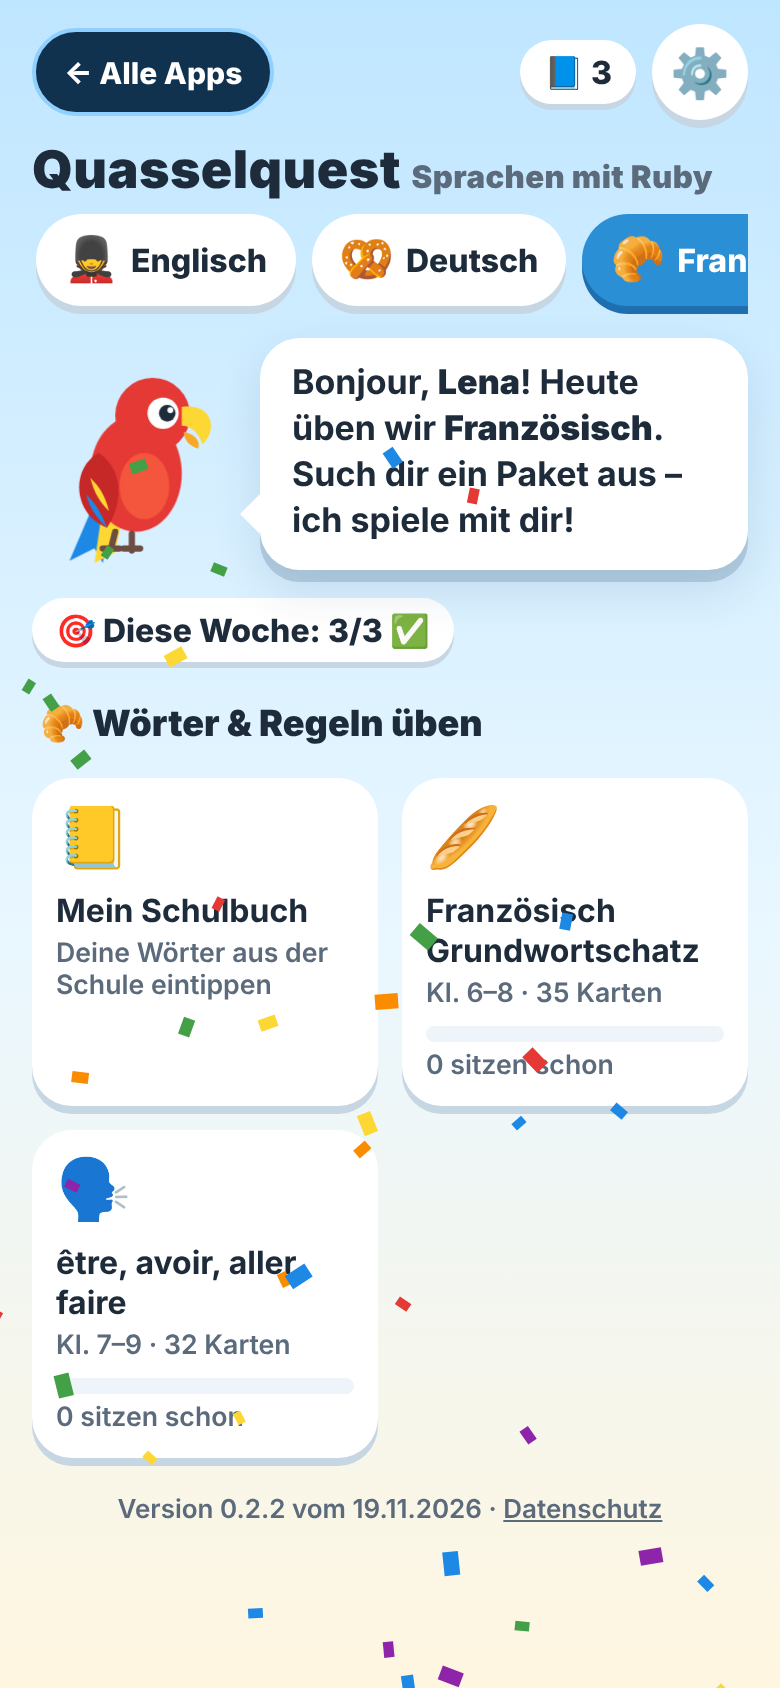 ← Alle Apps
3
Quasselquest Sprachen mit Ruby
Englisch
Deutsch
Fran
Bonjour, Lena! Heute
üben wir Französisch.
Such dir ein Paket aus –
ich spiele mit dir!
Diese Woche: 3/3 ✅
Wörter & Regeln üben
Mein Schulbuch
Deine Wörter aus der
Schule eintippen
Französisch
Grundwortschatz
Kl. 6–8 · 35 Karten
0 sitzen schon
être, avoir, aller,
faire
Kl. 7–9 · 32 Karten
0 sitzen schon
Version 0.2.2 vom 19.11.2026 · Datenschutz